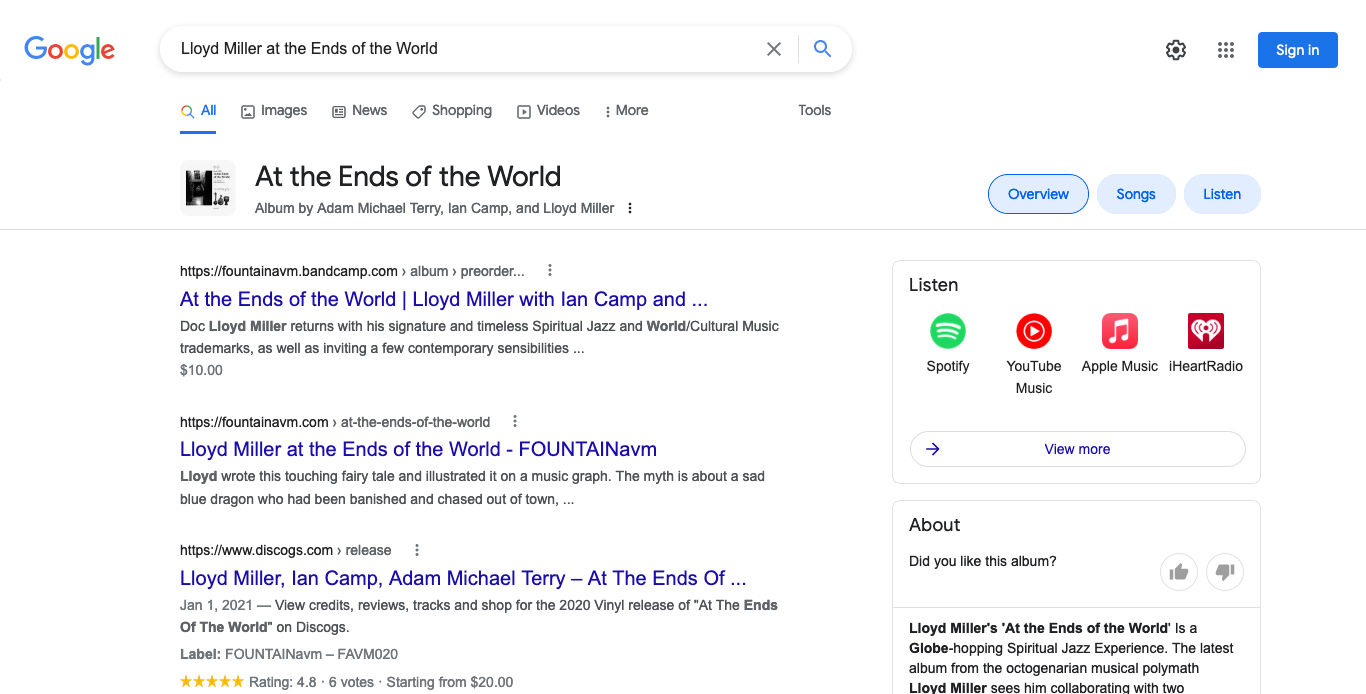 Google
Lloyd Miller at the Ends of the World
Sign in
All
Images
News
Shopping
Videos
More
Tools
At the Ends of the World
Album by Adam Michael Terry, Ian Camp, and Lloyd Miller
Overview
Songs
Listen
https://fountainavm.bandcamp.com › album › preorder...
At the Ends of the World | Lloyd Miller with Ian Camp and ...
Doc Lloyd Miller returns with his signature and timeless Spiritual Jazz and World/Cultural Music
trademarks, as well as inviting a few contemporary sensibilities ...
$10.00
https://fountainavm.com › at-the-ends-of-the-world
Lloyd Miller at the Ends of the World - FOUNTAINavm
Lloyd wrote this touching fairy tale and illustrated it on a music graph. The myth is about a sad
blue dragon who had been banished and chased out of town, ...
https://www.discogs.com › release
Lloyd Miller, Ian Camp, Adam Michael Terry – At The Ends Of ...
Jan 1, 2021 — View credits, reviews, tracks and shop for the 2020 Vinyl release of "At The Ends
Of The World" on Discogs.
Label: FOUNTAINavm – FAVM020
Rating: 4.8 · 6 votes · Starting from $20.00
Listen
Spotify
YouTube
Music
Apple Music
iHeartRadio
View more
About
Did you like this album?
Lloyd Miller's 'At the Ends of the World' Is a
Globe-hopping Spiritual Jazz Experience. The latest
album from the octogenarian musical polymath
Lloyd Miller sees him collaborating with two